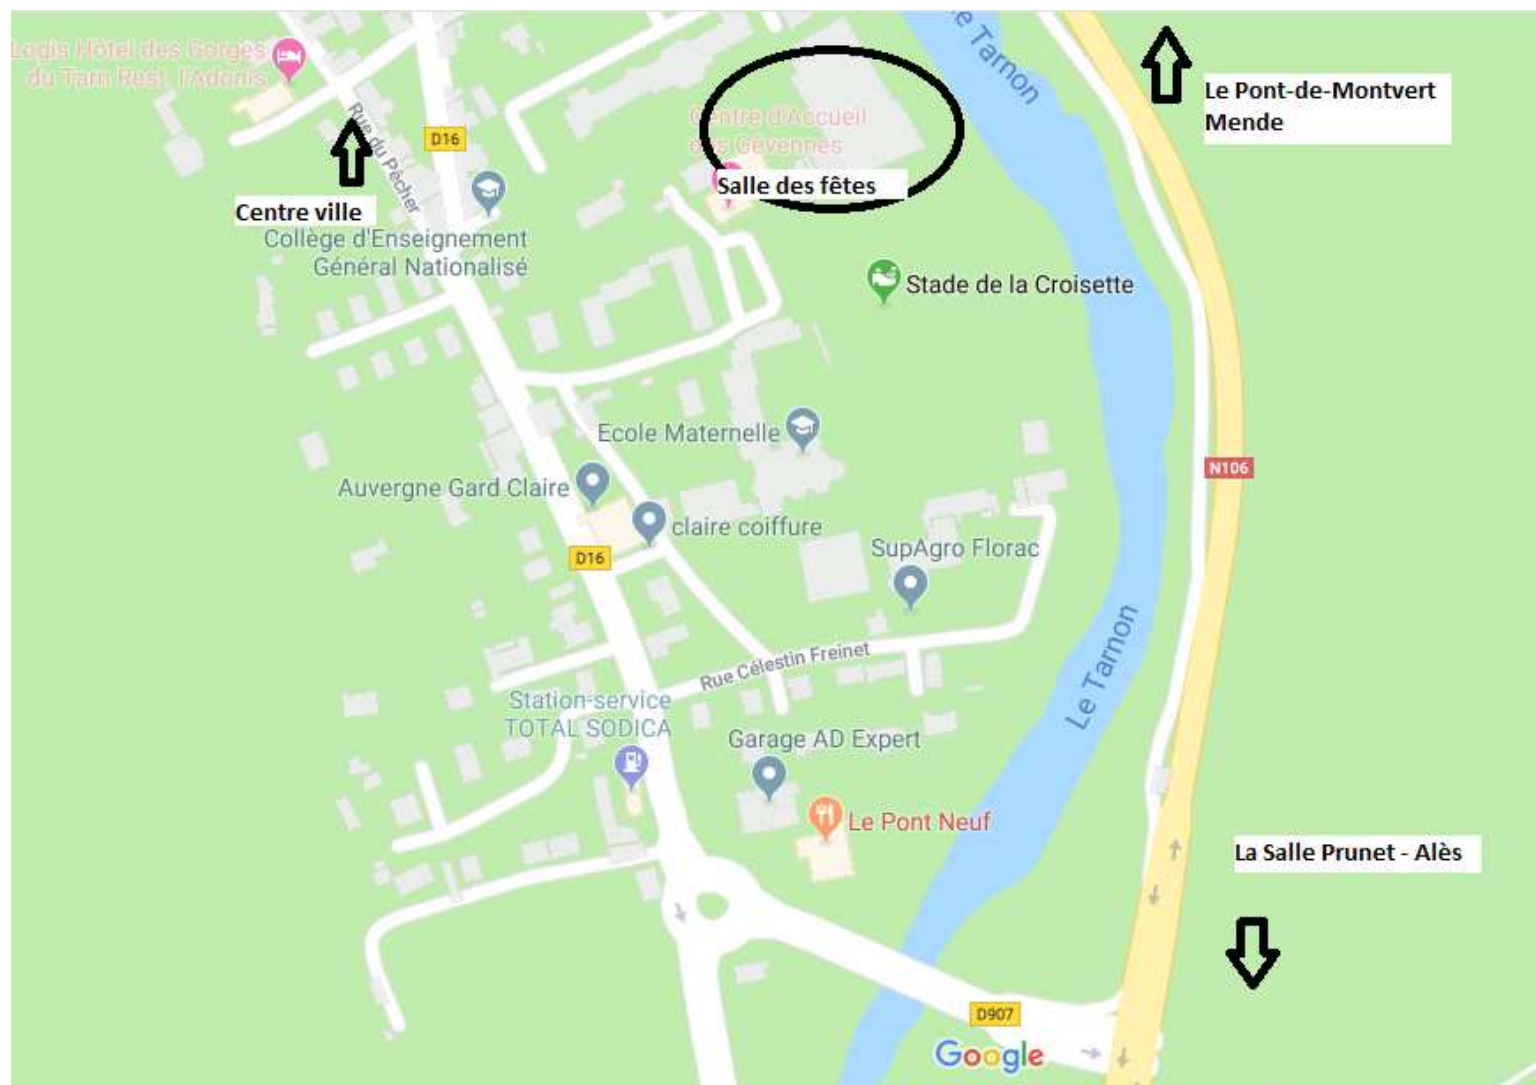 Logis Hôtel des Gorges
du Tarn Rest. l'Adonis
Le Tarnon
Le Pont-de-Montvert
Mende
Rue du Pêcher
D16
Centre d'Accueil
des Cévennes
Salle des fêtes
Centre ville
Collège d'Enseignement
Général Nationalisé
Stade de la Croisette
Ecole Maternelle
N106
Auvergne Gard Claire
claire coiffure
D16
SupAgro Florac
Rue Célestin Freinet
Le Tarnon
Station-service
TOTAL SODICA
Garage AD Expert
Le Pont Neuf
La Salle Prunet - Alès
D907
Google